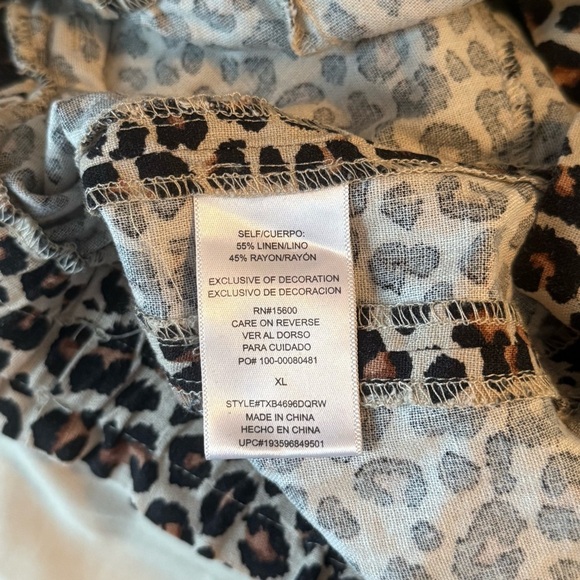 SELF/CUERPO:
55% LINEN/LINO
45% RAYON/RAYÓN
EXCLUSIVE OF DECORATION
EXCLUSIVO DE DECORACION
RN#15600
CARE ON REVERSE
VER AL DORSO
PARA CUIDADO
PO# 100-00080481
XL
STYLE#TXB4696DQRW
MADE IN CHINA
HECHO EN CHINA
UPC#193596849501